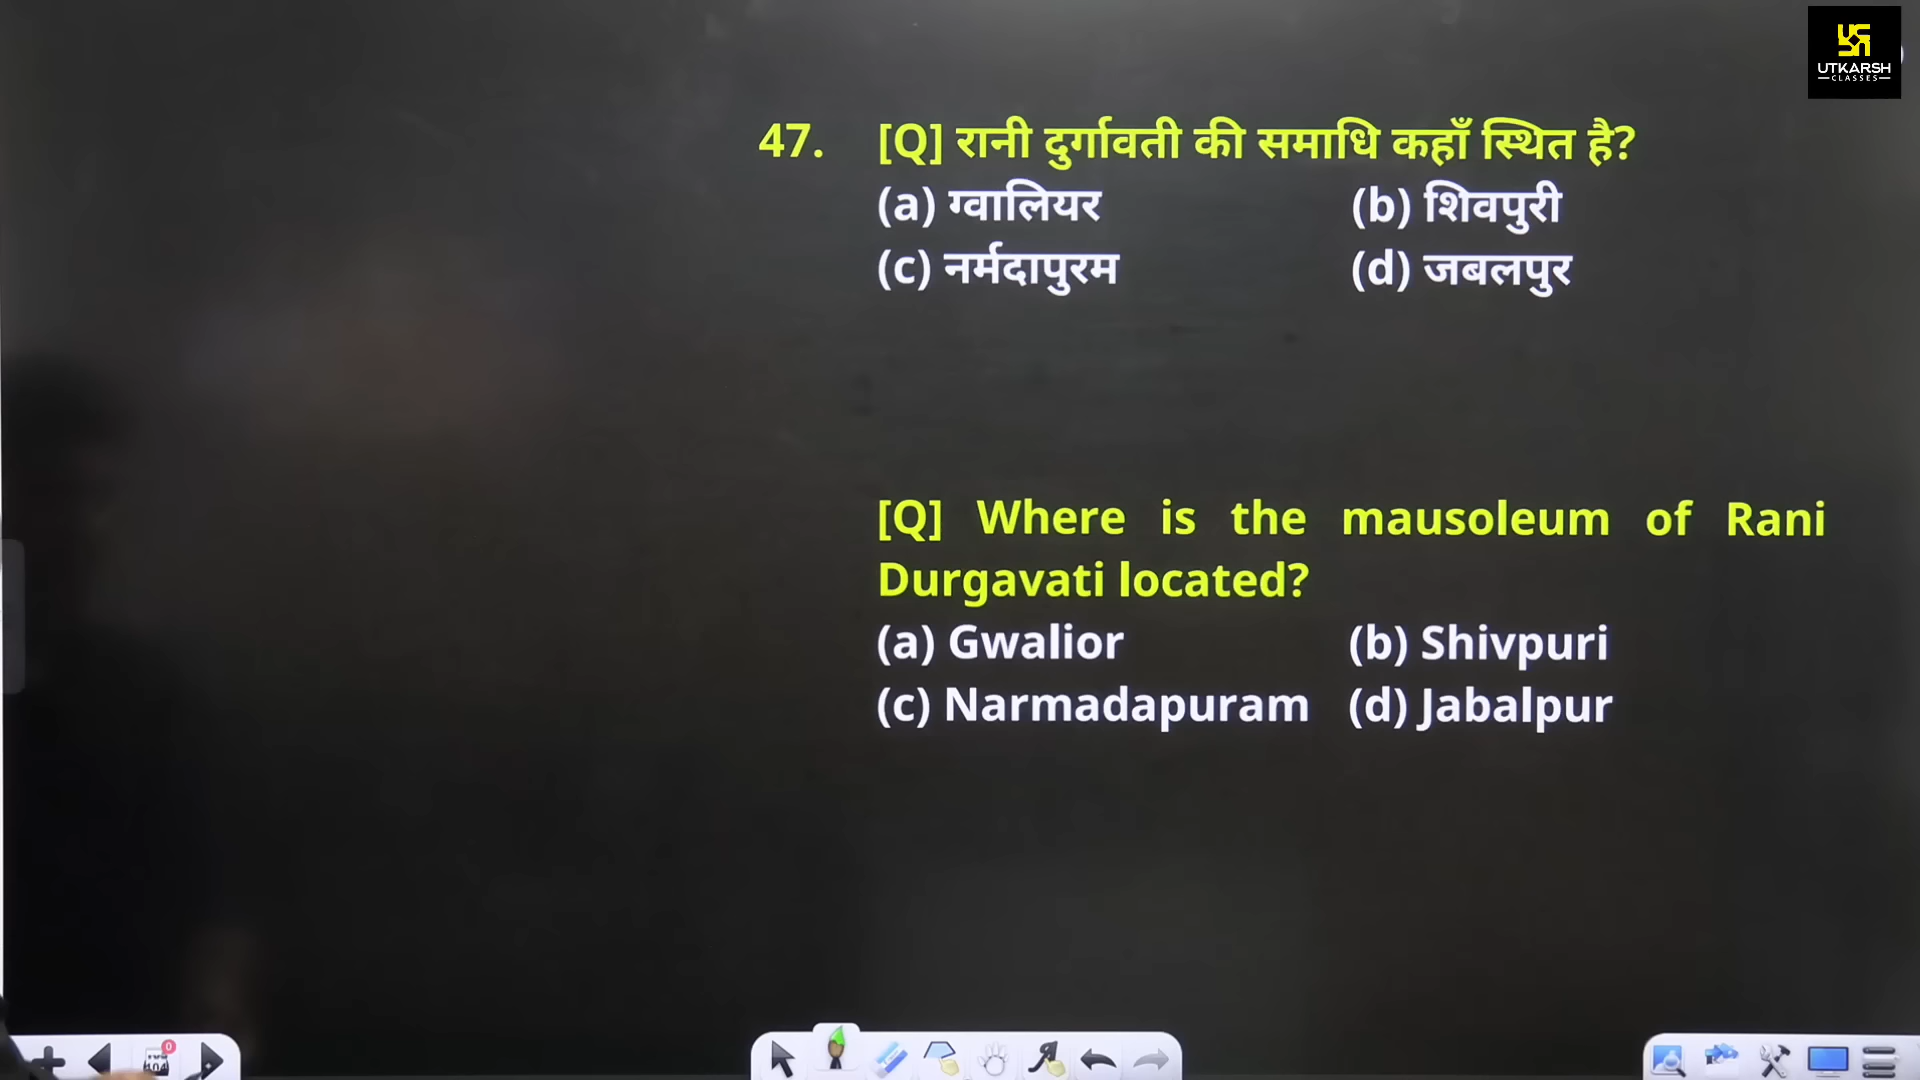 UTKARSH
CLASSES
47. [Q] रानी दुर्गावती की समाधि कहाँ स्थित है?
(a) ग्वालियर (b) शिवपुरी
(c) नर्मदापुरम (d) जबलपुर
[Q] Where is the mausoleum of Rani
Durgavati located?
(a) Gwalior (b) Shivpuri
(c) Narmadapuram (d) Jabalpur
0